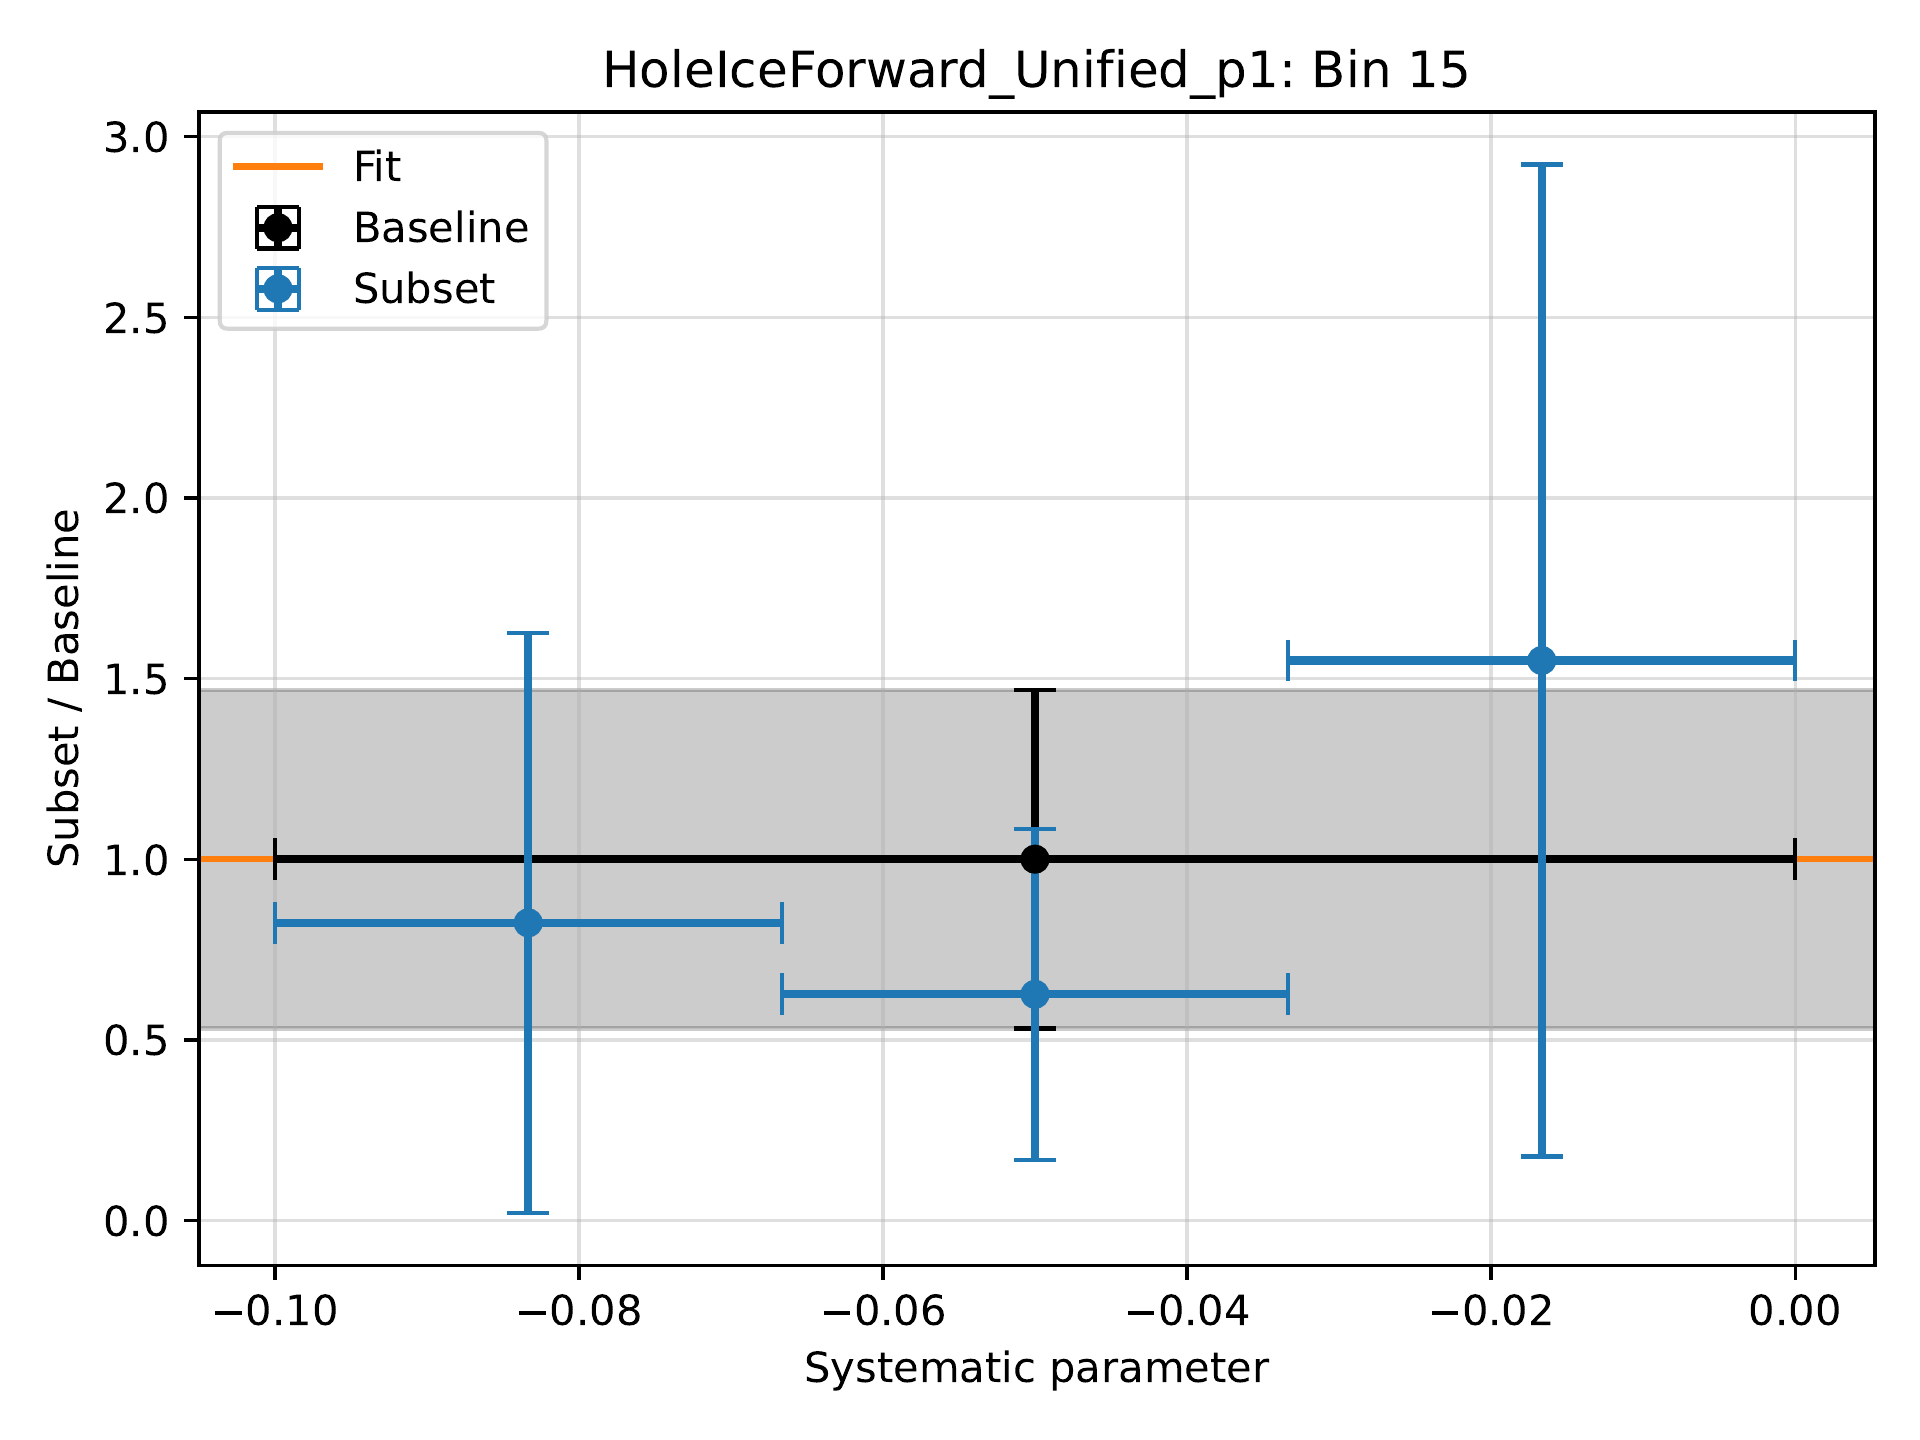 HoleIceForward_Unified_p1: Bin 15
Fit
Baseline
Subset
3.0
2.5
2.0
1.5
1.0
0.5
0.0
Subset / Baseline
−0.10 −0.08 −0.06 −0.04 −0.02 0.00
Systematic parameter